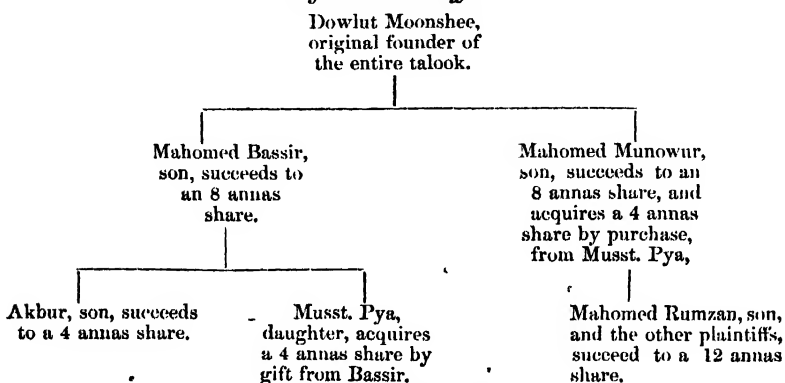 Dowlut Moonshee,
original founder of
the entire talook.
Mahomed Bassir,
son, succeeds to
an 8 annas
share.
Mahomed Munowur,
son, succeeds to an
8 annas share, and
acquires a 4 annas
share by purchase,
from Musst. Pya,
Akbur, son, succeeds
to a 4 annas share.
Musst. Pya,
daughter, acquires
a 4 annas share by
gift from Bassir.
Mahomed Rumzan, son,
and the other plaintiffs,
succeed to a 12 annas
share.